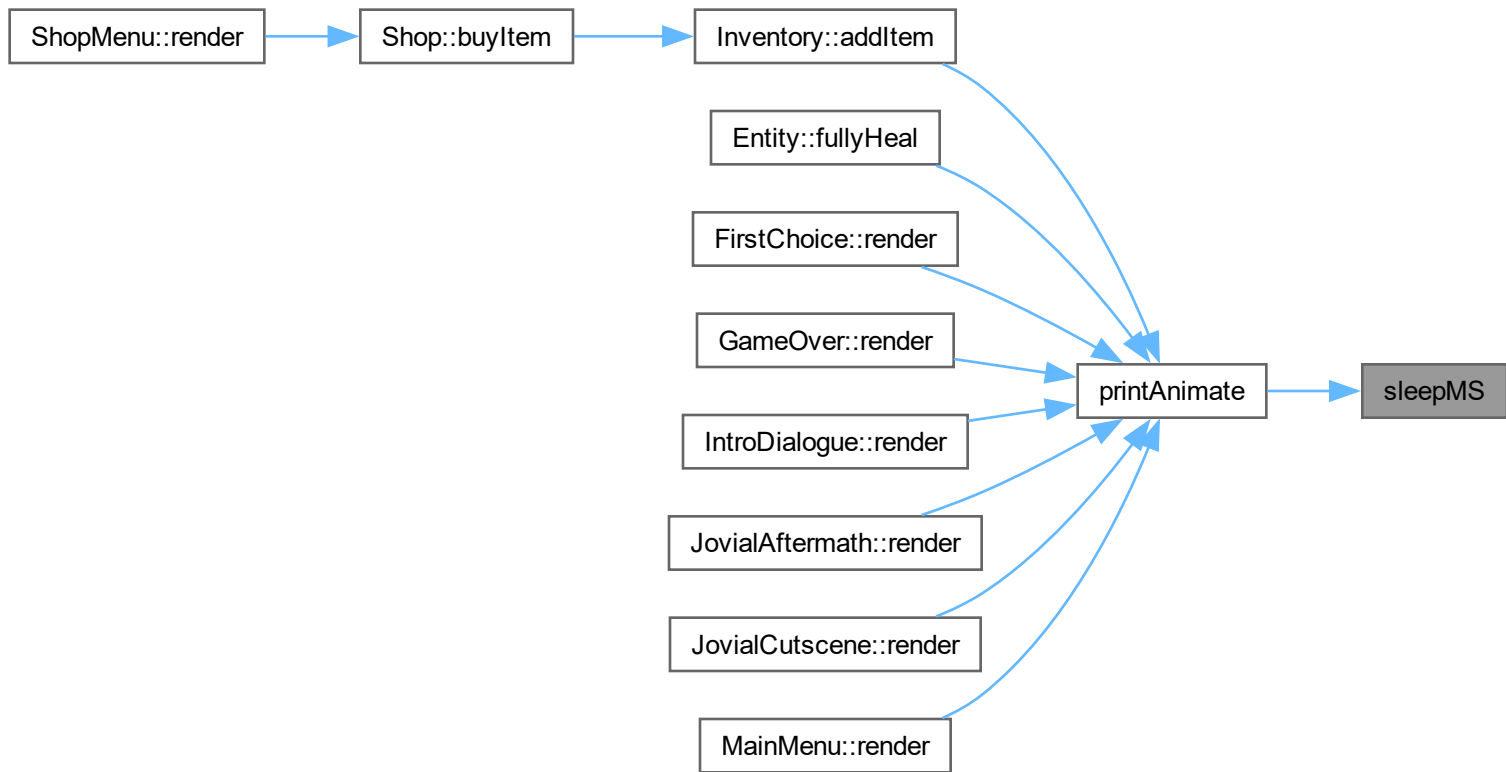 ShopMenu::render
Shop::buyItem
Inventory::addItem
Entity::fullyHeal
FirstChoice::render
GameOver::render
printAnimate
sleepMS
IntroDialogue::render
JovialAftermath::render
JovialCutscene::render
MainMenu::render